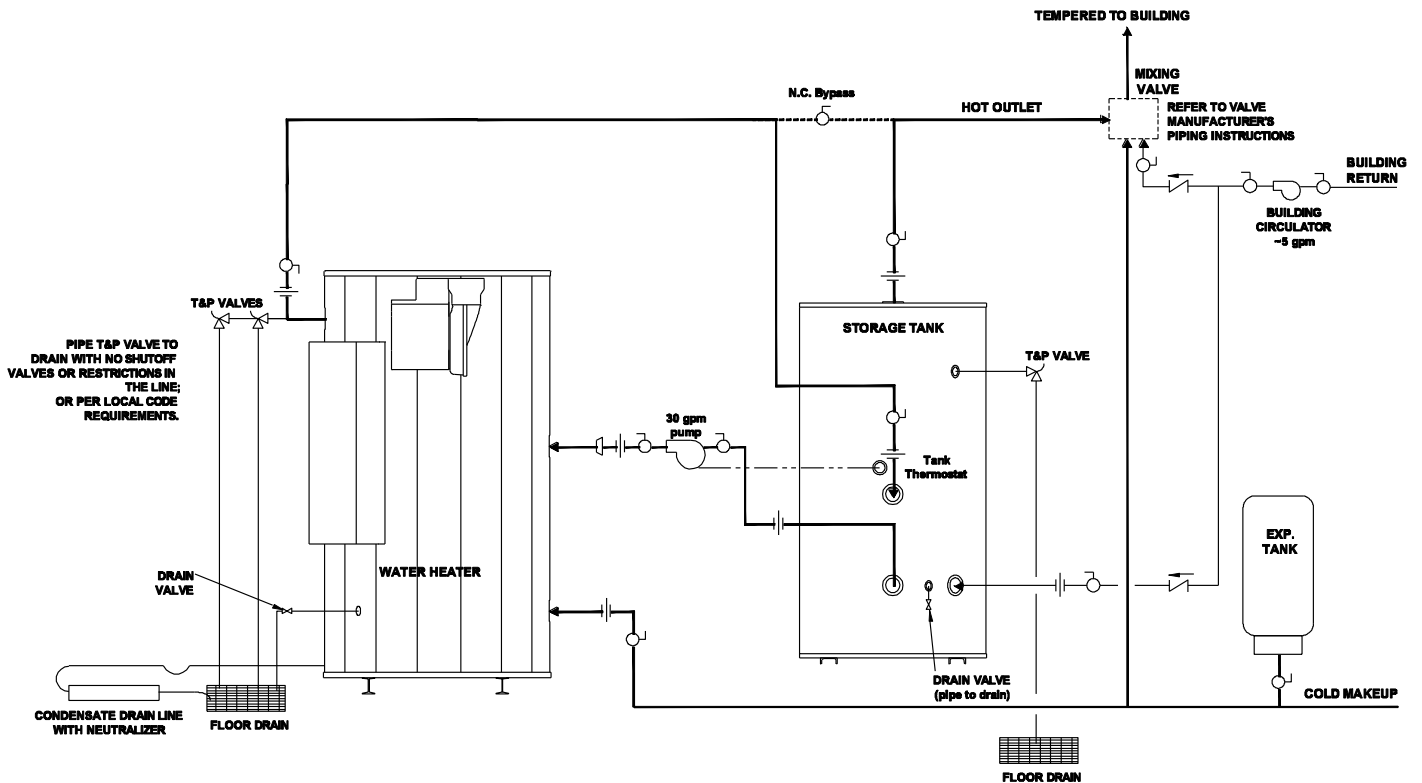 TEMPERED TO BUILDING
MIXING
VALVE
N.C. Bypass
HOT OUTLET
REFER TO VALVE
MANUFACTURER'S
PIPING INSTRUCTIONS
BUILDING
RETURN
BUILDING
CIRCULATOR
~5 gpm
T&P VALVES
STORAGE TANK
PIPE T&P VALVE TO
DRAIN WITH NO SHUTOFF
VALVES OR RESTRICTIONS IN
THE LINE;
OR PER LOCAL CODE
REQUIREMENTS.
T&P VALVE
30 gpm
pump
Tank
Thermostat
EXP.
TANK
WATER HEATER
DRAIN
VALVE
DRAIN VALVE
(pipe to drain)
COLD MAKEUP
CONDENSATE DRAIN LINE
WITH NEUTRALIZER
FLOOR DRAIN
FLOOR DRAIN